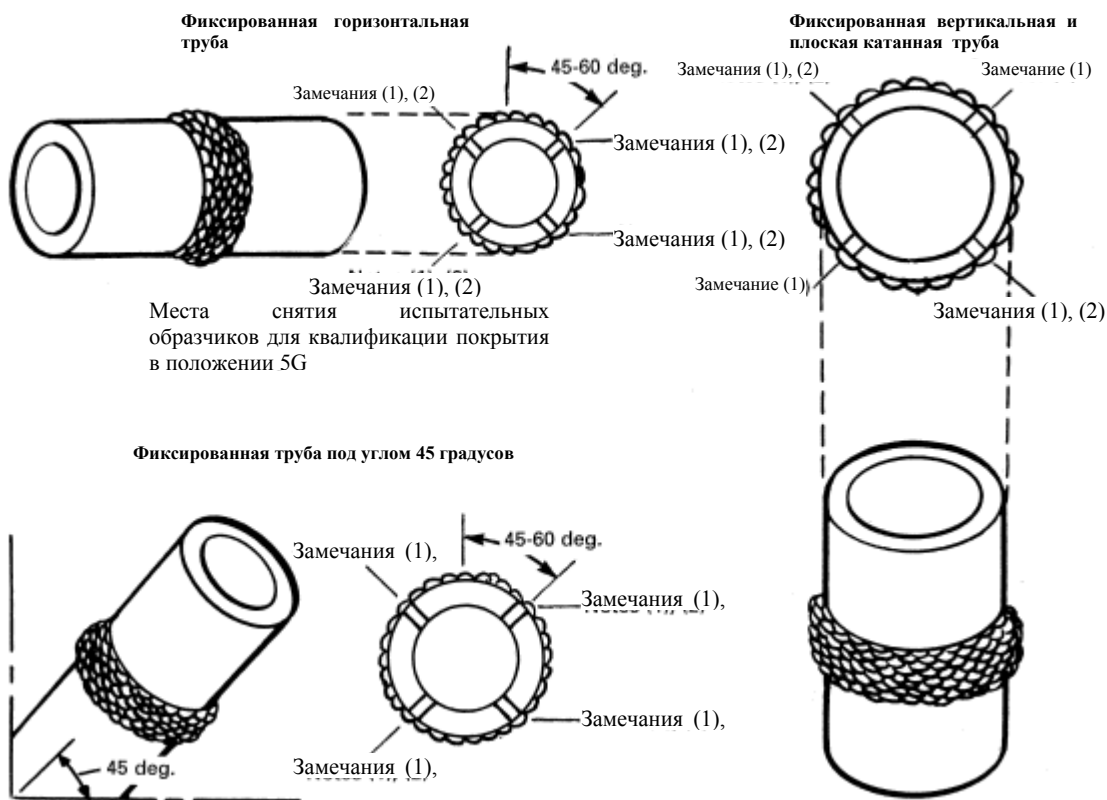 Фиксированная горизонтальная
труба
45-60 deg.
Замечания (1), (2)
Замечания (1), (2)
Замечания (1), (2)
Замечания (1), (2)
Места снятия испытательных
образчиков для квалификации покрытия
в положении 5G
Фиксированная вертикальная и
плоская катанная труба
Замечания (1), (2)
Замечание (1)
Замечание (1)
Замечания (1), (2)
Фиксированная труба под углом 45 градусов
45-60 deg.
Замечания (1),
Замечания (1),
Замечания (1),
Замечания (1),
45 deg.